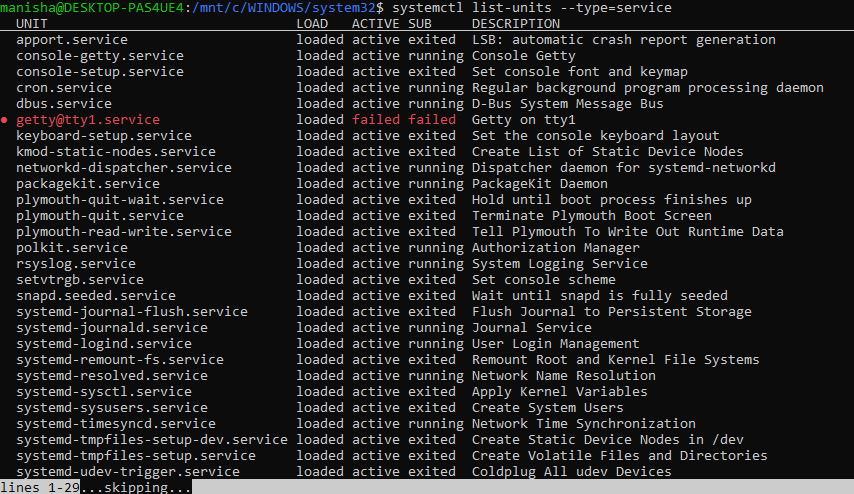 manisha@DESKTOP-PAS4UE4:/mnt/c/WINDOWS/system32$ systemctl list-units --type=service
UNIT LOAD ACTIVE SUB DESCRIPTION
apport.service loaded active exited LSB: automatic crash report generation
console-getty.service loaded active running Console Getty
console-setup.service loaded active exited Set console font and keymap
cron.service loaded active running Regular background program processing daemon
dbus.service loaded active running D-Bus System Message Bus
● getty@tty1.service loaded failed failed Getty on tty1
keyboard-setup.service loaded active exited Set the console keyboard layout
kmod-static-nodes.service loaded active exited Create List of Static Device Nodes
networkd-dispatcher.service loaded active running Dispatcher daemon for systemd-networkd
packagekit.service loaded active running PackageKit Daemon
plymouth-quit-wait.service loaded active exited Hold until boot process finishes up
plymouth-quit.service loaded active exited Terminate Plymouth Boot Screen
plymouth-read-write.service loaded active exited Tell Plymouth To Write Out Runtime Data
polkit.service loaded active running Authorization Manager
rsyslog.service loaded active running System Logging Service
setvtrgb.service loaded active exited Set console scheme
snapd.seeded.service loaded active exited Wait until snapd is fully seeded
systemd-journal-flush.service loaded active exited Flush Journal to Persistent Storage
systemd-journald.service loaded active running Journal Service
systemd-logind.service loaded active running User Login Management
systemd-remount-fs.service loaded active exited Remount Root and Kernel File Systems
systemd-resolved.service loaded active running Network Name Resolution
systemd-sysctl.service loaded active exited Apply Kernel Variables
systemd-sysusers.service loaded active exited Create System Users
systemd-timesyncd.service loaded active running Network Time Synchronization
systemd-tmpfiles-setup-dev.service loaded active exited Create Static Device Nodes in /dev
systemd-tmpfiles-setup.service loaded active exited Create Volatile Files and Directories
systemd-udev-trigger.service loaded active exited Coldplug All udev Devices
lines 1-29...skipping...